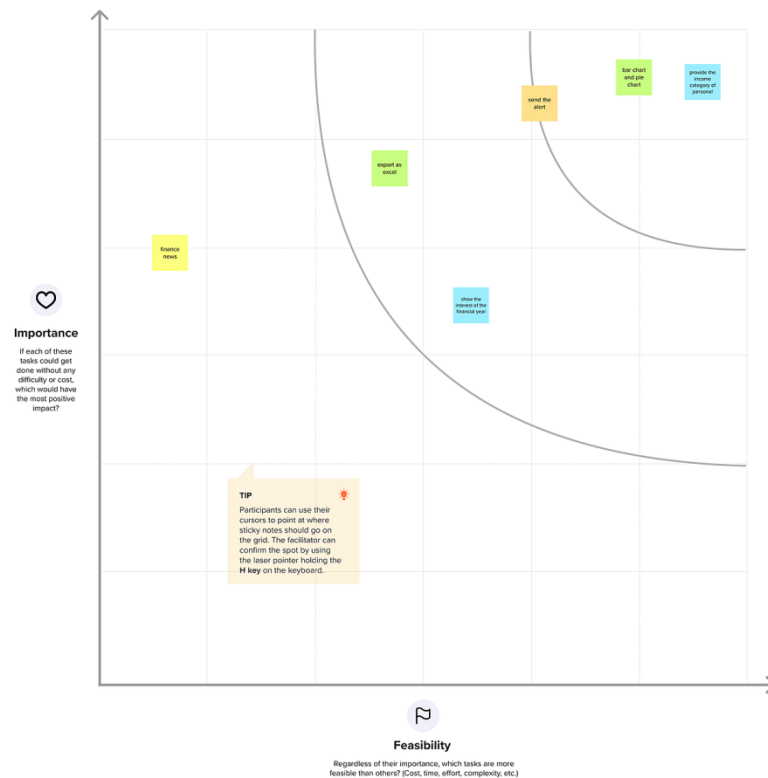 bar chart
and pie
chart
provide the
income
category of
personal
send the
alert
export as
excel
finance
news
show the
interest of the
financial year
Importance
If each of these
tasks could get
done without any
difficulty or cost,
which would have
the most positive
impact?
TIP
Participants can use their
cursors to point at where
sticky notes should go on
the grid. The facilitator can
confirm the spot by using
the laser pointer holding the
H key on the keyboard.
Feasibility
Regardless of their importance, which tasks are more
feasible than others? (Cost, time, effort, complexity, etc.)